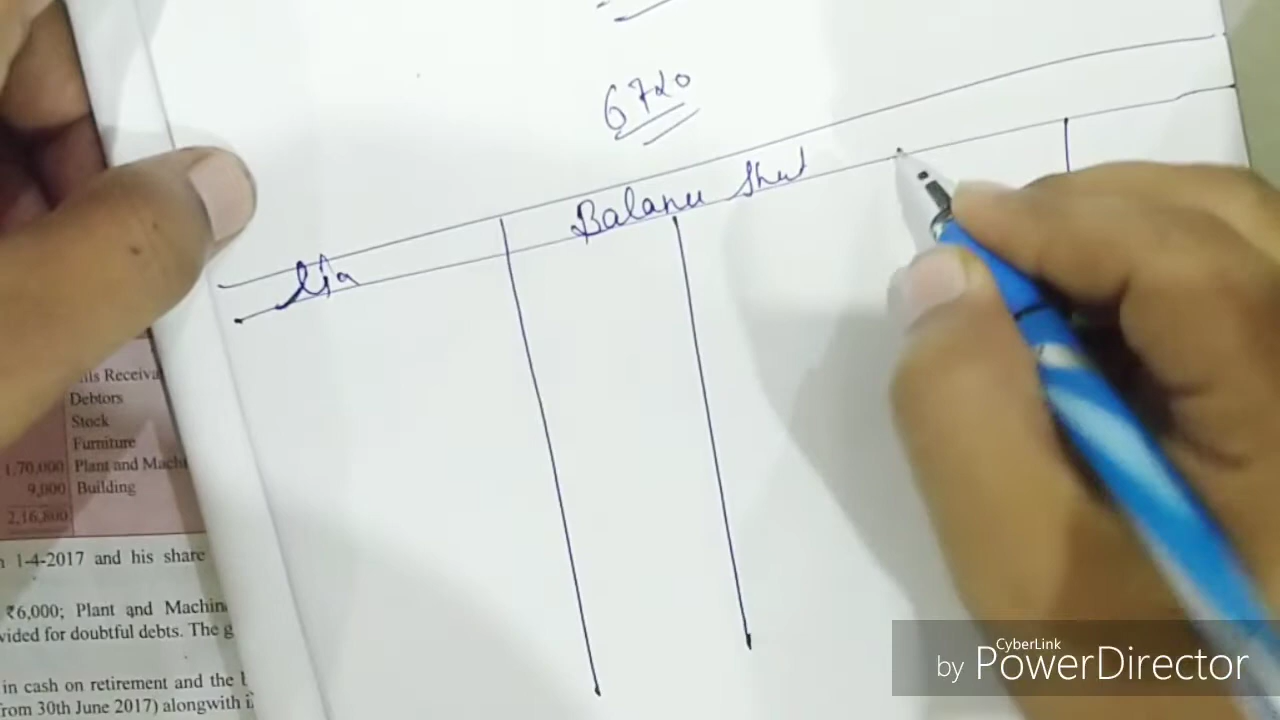 6720
Balance Sheet
Lia
ills Receiva
Debtors
Stock
Furniture
1,70,000 Plant and Machi
9,000 Building
2,16,800
1-4-2017 and his share
₹6,000; Plant and Machin
vided for doubtful debts. The g
in cash on retirement and the
from 30th June 2017) alongwith i
CyberLink
by PowerDirector